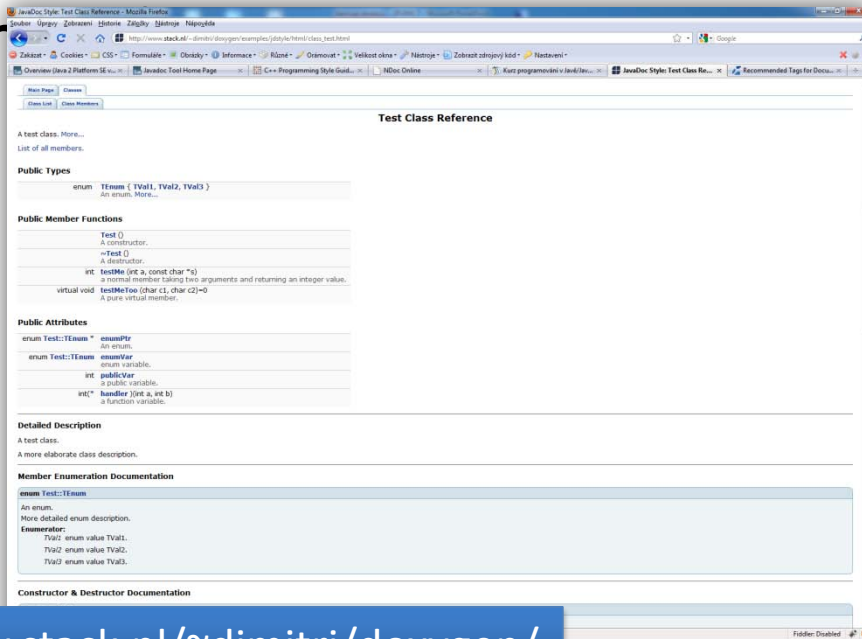 JavaDoc Style: Test Class Reference - Mozilla Firefox
Soubor Úpravy Zobrazení Historie Záložky Nástroje Nápověda
http://www.stack.nl/~dimitri/doxygen/examples/jdstyle/html/class_test.html
Google
Zakázat Cookies CSS Formuláře Obrázky Informace Různé Orámovat Velikost okna Nástroje Zobrazit zdrojový kód Nastavení
Overview (Java 2 Platform SE v... Javadoc Tool Home Page C++ Programming Style Guid... NDoc Online Kurz programování v Javě/Jav... JavaDoc Style: Test Class Re... Recommended Tags for Docu...
Main Page Classes
Class List Class Members
Test Class Reference
A test class. More...
List of all members.
Public Types
enum TEnum { TVal1, TVal2, TVal3 }
An enum. More...
Public Member Functions
Test ()
A constructor.
~Test ()
A destructor.
int testMe (int a, const char *s)
a normal member taking two arguments and returning an integer value.
virtual void testMeToo (char c1, char c2)=0
A pure virtual member.
Public Attributes
enum Test::TEnum * enumPtr
An enum.
enum Test::TEnum enumVar
enum variable.
int publicVar
a public variable.
int(* handler )(int a, int b)
a function variable.
Detailed Description
A test class.
A more elaborate class description.
Member Enumeration Documentation
enum Test::TEnum
An enum.
More detailed enum description.
Enumerator:
TVal1 enum value TVal1.
TVal2 enum value TVal2.
TVal3 enum value TVal3.
Constructor & Destructor Documentation
stack.nl/~dimitri/doxygen/
Fiddler: Disabled